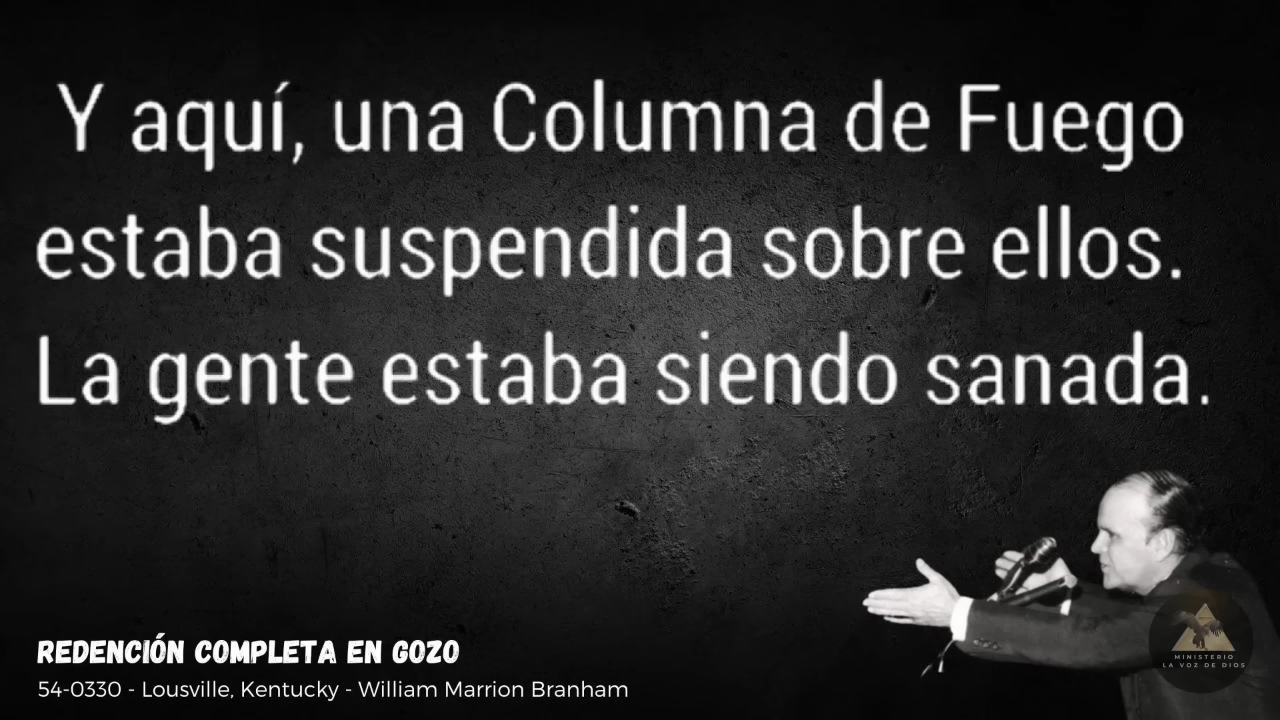 Y aquí, una Columna de Fuego
estaba suspendida sobre ellos.
La gente estaba siendo sanada.
REDENCIÓN COMPLETA EN GOZO
54-0330 - Lousville, Kentucky - William Marrion Branham
MINISTERIO
LA VOZ DE DIOS